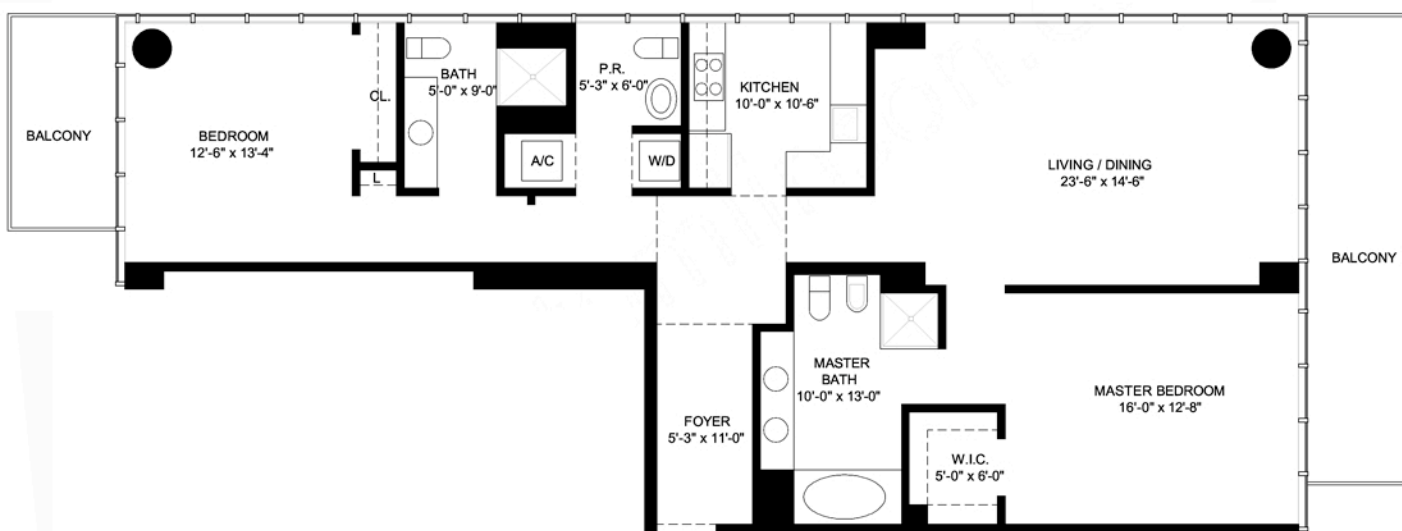 BALCONY
BEDROOM
12'-6" x 13'-4"
CL.
L
BATH
5'-0" x 9'-0"
A/C
P.R.
5'-3" x 6'-0"
W/D
KITCHEN
10'-0" x 10'-6"
LIVING / DINING
23'-6" x 14'-6"
BALCONY
MASTER
BATH
10'-0" x 13'-0"
MASTER BEDROOM
16'-0" x 12'-8"
FOYER
5'-3" x 11'-0"
W.I.C.
5'-0" x 6'-0"